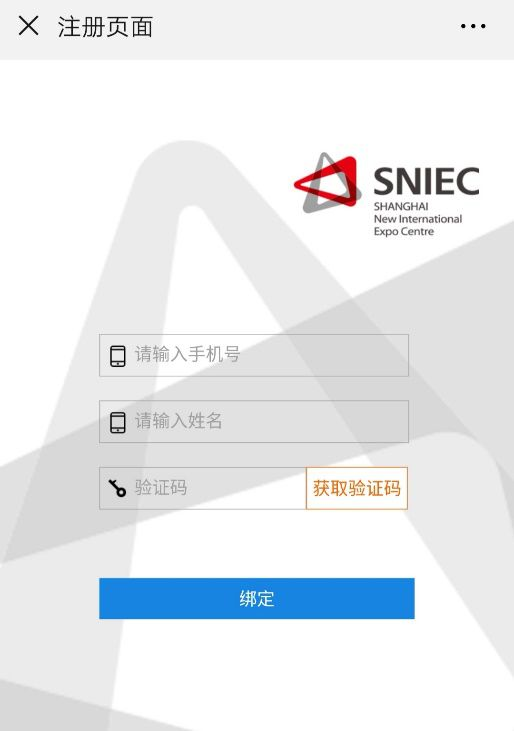 注册页面
SNIEC
SHANGHAI
New International
Expo Centre
请输入手机号
请输入姓名
验证码 获取验证码
绑定